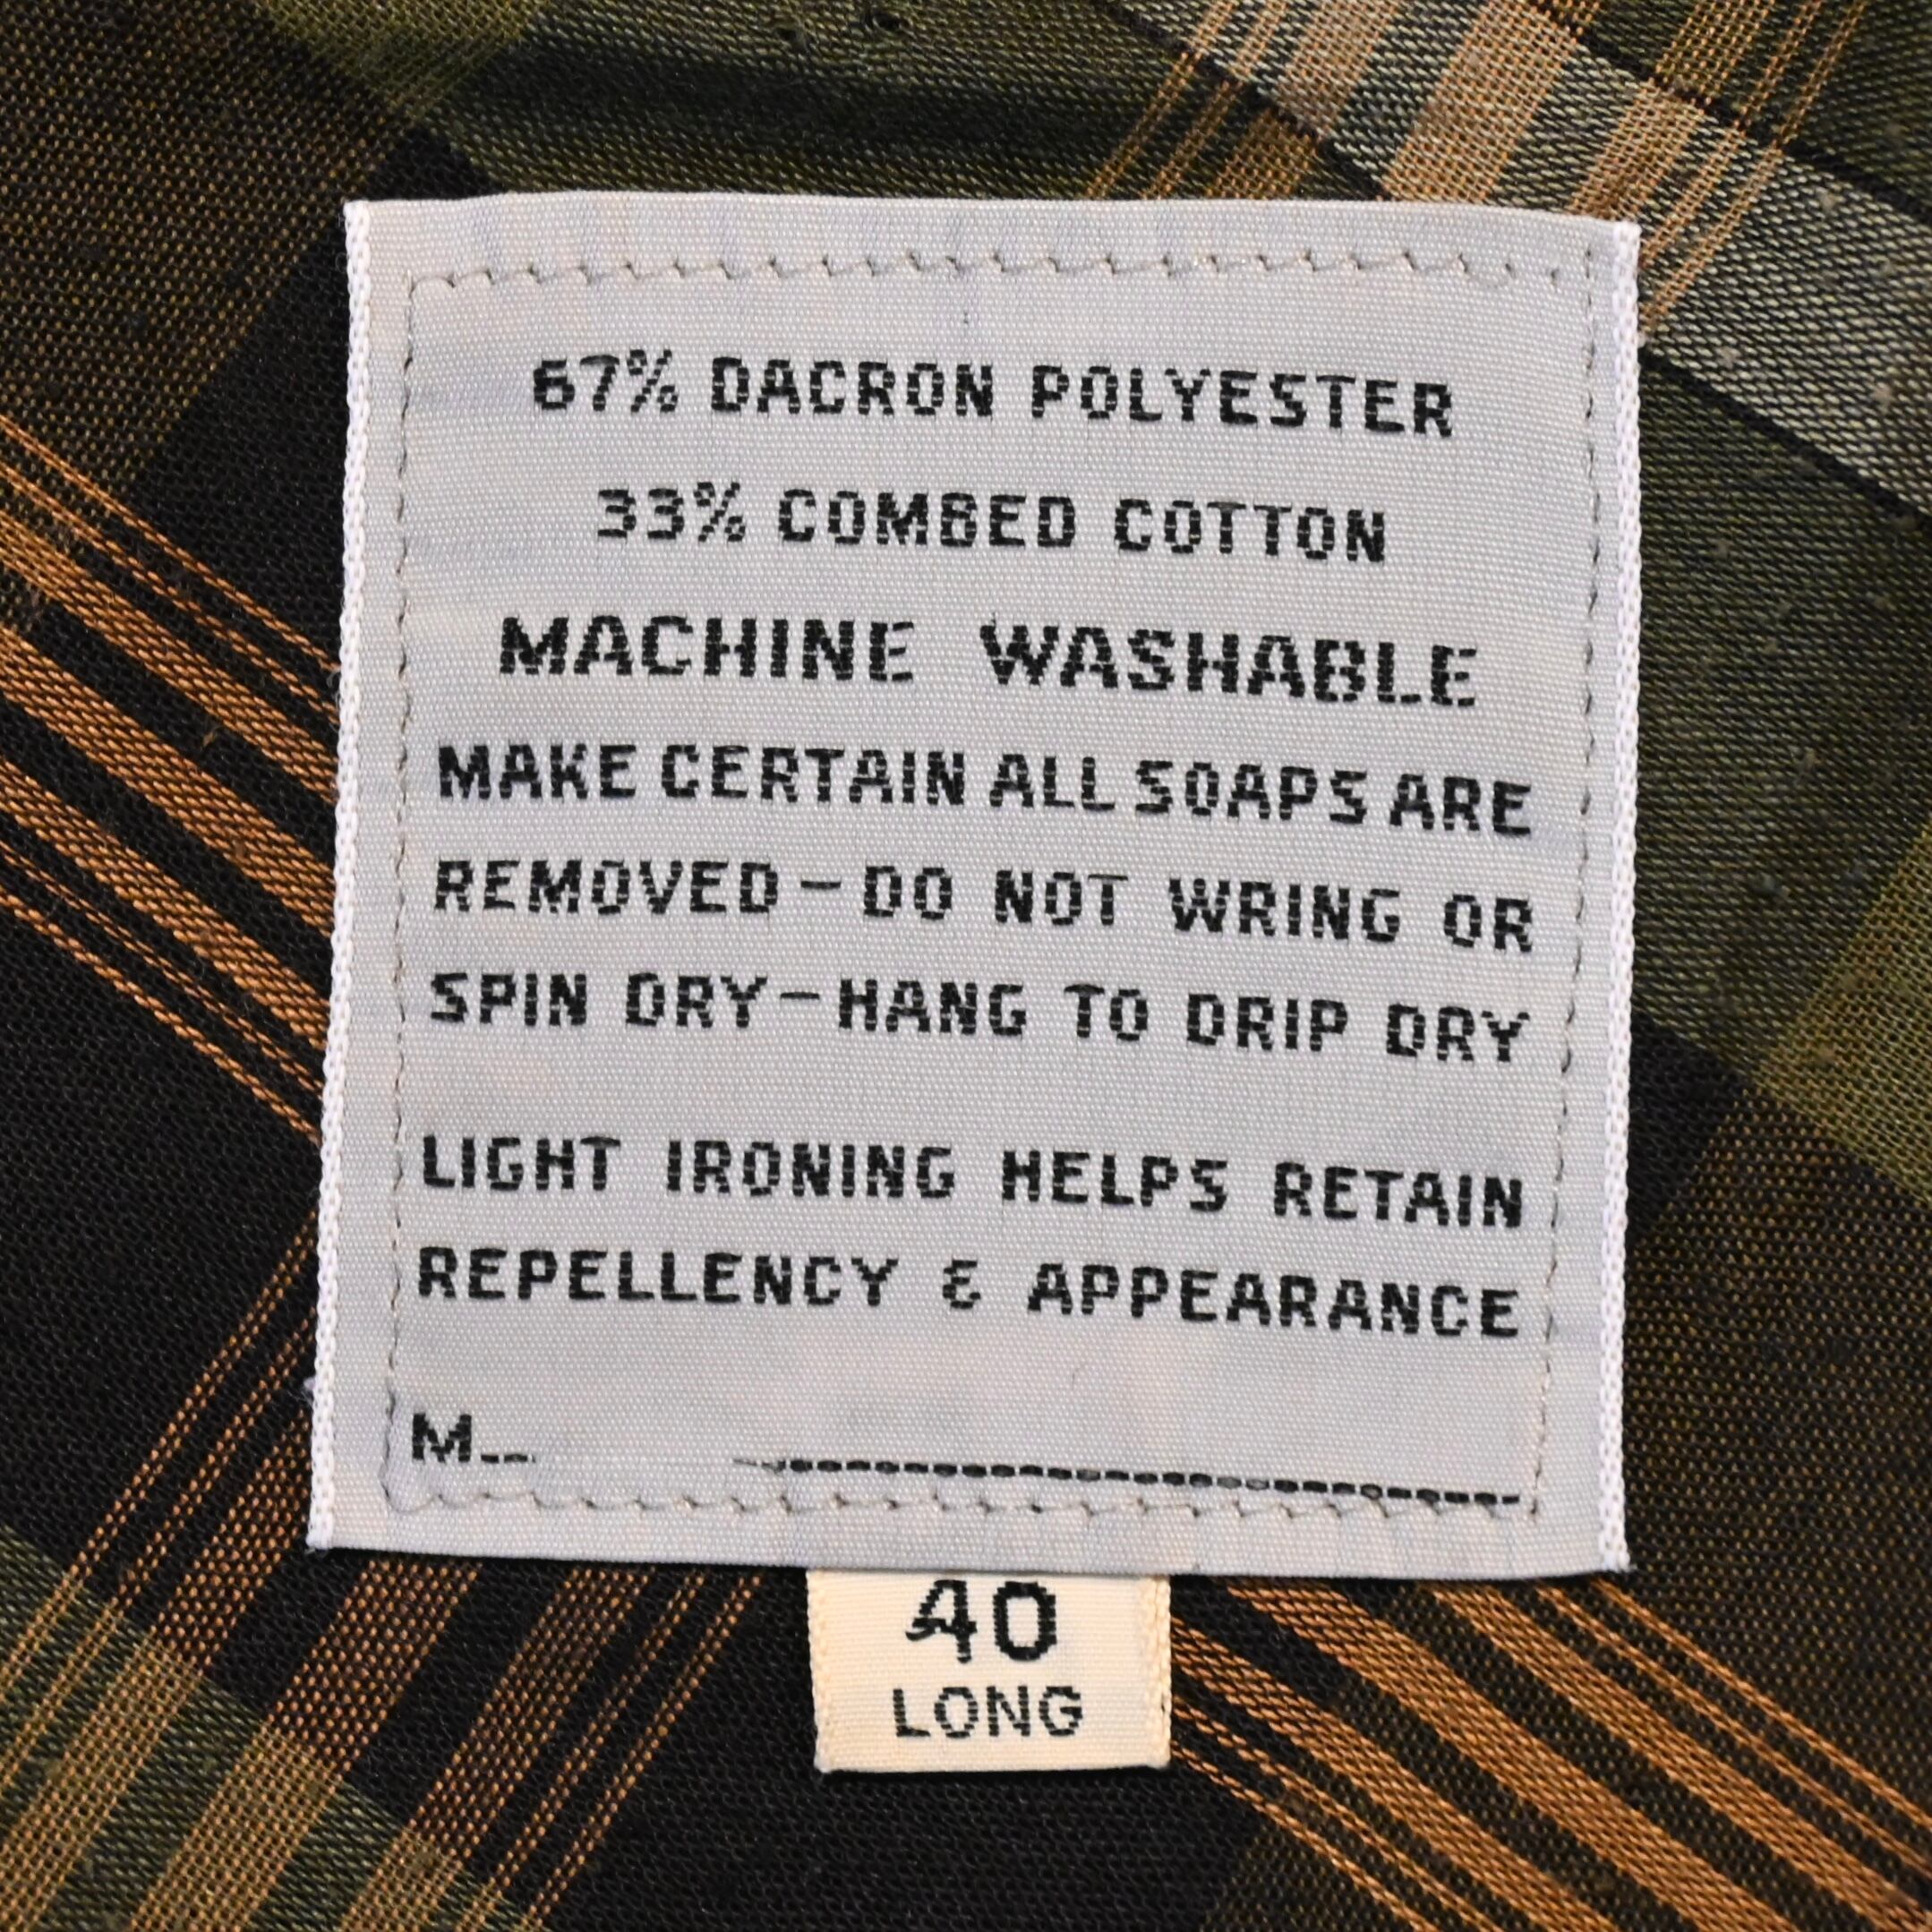 67% DACRON POLYESTER
33% COMBED COTTON
MACHINE WASHABLE
MAKE CERTAIN ALL SOAPS ARE
REMOVED – DO NOT WRING OR
SPIN DRY – HANG TO DRIP DRY
LIGHT IRONING HELPS RETAIN
REPELLENCY & APPEARANCE
M
40
LONG